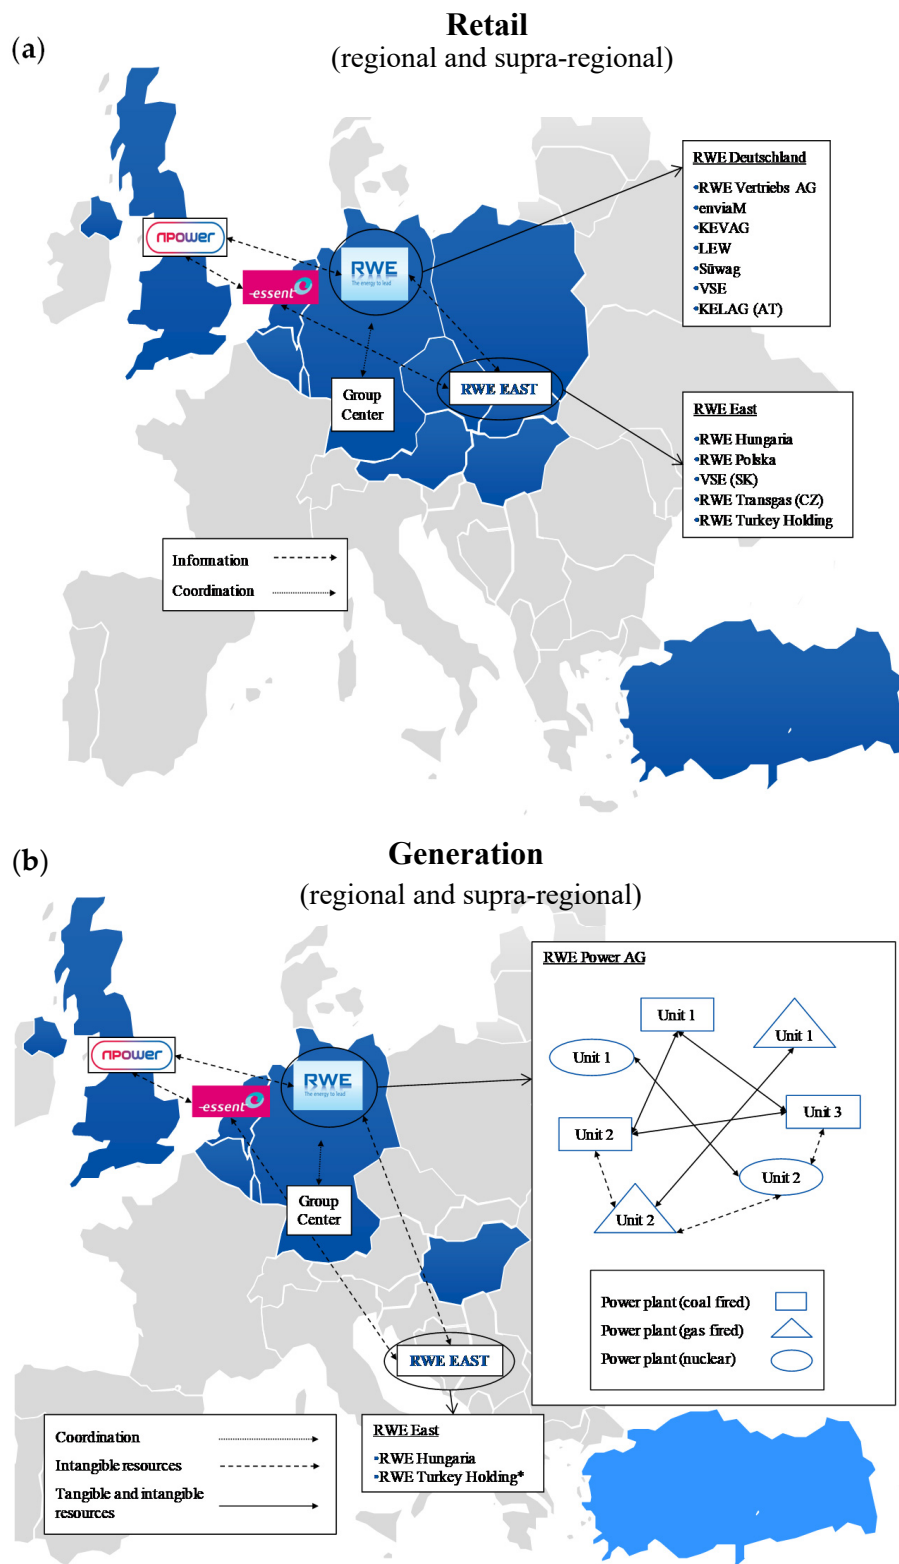 (a)
Retail
(regional and supra-regional)
npower
RWE
The energy to lead
-essent
Group
Center
RWE EAST
RWE Deutschland
•RWE Vertriebs AG
•enviaM
•KEVAG
•LEW
•Süwag
•VSE
•KELAG (AT)
RWE East
•RWE Hungaria
•RWE Polska
•VSE (SK)
•RWE Transgas (CZ)
•RWE Turkey Holding
Information
Coordination
(b)
Generation
(regional and supra-regional)
npower
RWE
The energy to lead
-essent
Group
Center
RWE EAST
RWE Power AG
Unit 1
Unit 1
Unit 1
Unit 3
Unit 2
Unit 2
Unit 2
Power plant (coal fired)
Power plant (gas fired)
Power plant (nuclear)
RWE East
•RWE Hungaria
•RWE Turkey Holding*
Coordination
Intangible resources
Tangible and intangible
resources